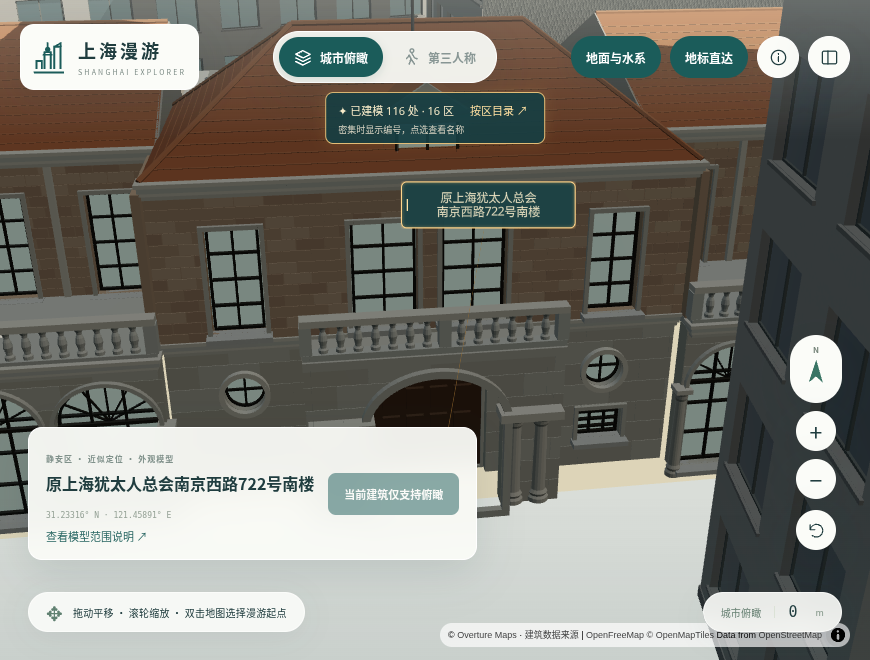 上海漫游
SHANGHAI EXPLORER
城市俯瞰
第三人称
地面与水系
地标直达
✦ 已建模 116 处 · 16 区 按区目录 ↗
密集时显示编号，点选查看名称
原上海犹太人总会
南京西路722号南楼
N
+
−
静安区 · 近似定位 · 外观模型
原上海犹太人总会南京西路722号南楼
当前建筑仅支持俯瞰
31.23316° N · 121.45891° E
查看模型范围说明 ↗
拖动平移 · 滚轮缩放 · 双击地图选择漫游起点
城市俯瞰 0 m
© Overture Maps · 建筑数据来源 | OpenFreeMap © OpenMapTiles Data from OpenStreetMap